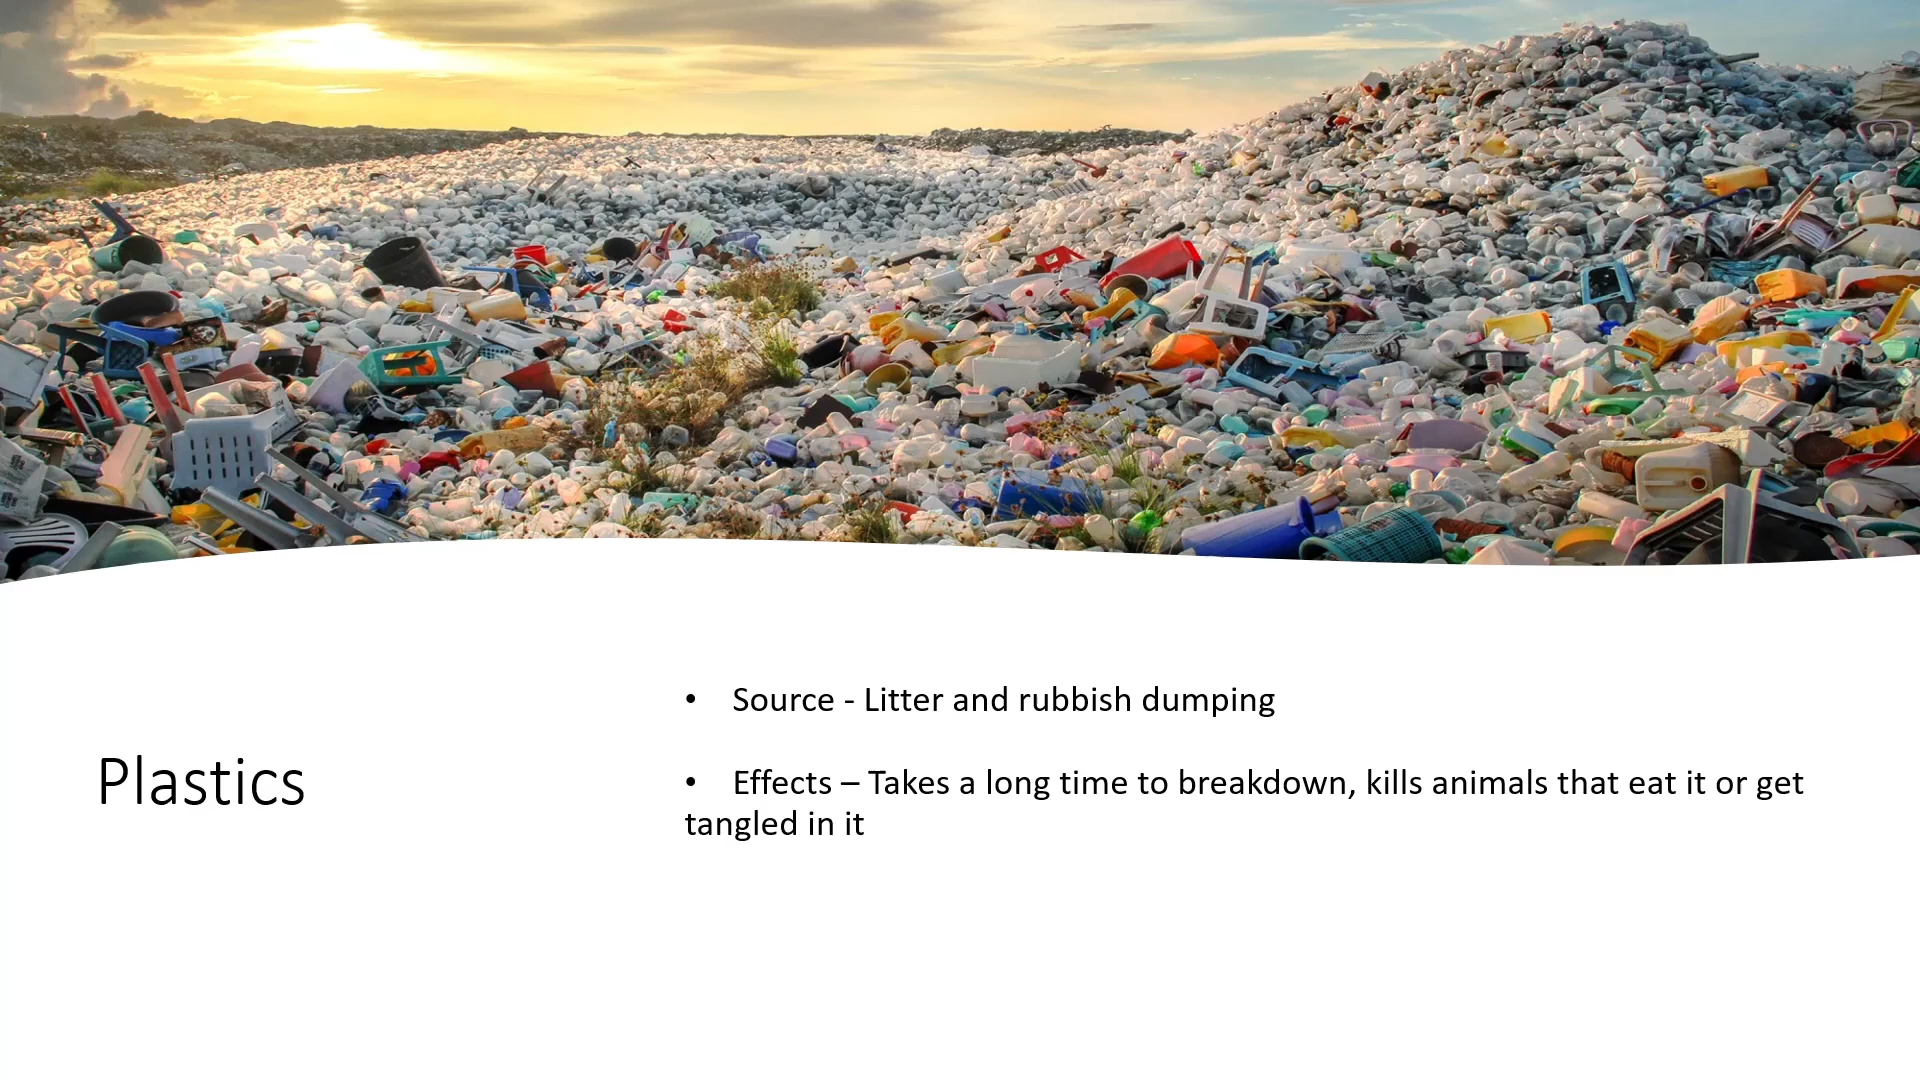 Plastics
• Source - Litter and rubbish dumping
• Effects – Takes a long time to breakdown, kills animals that eat it or get
tangled in it